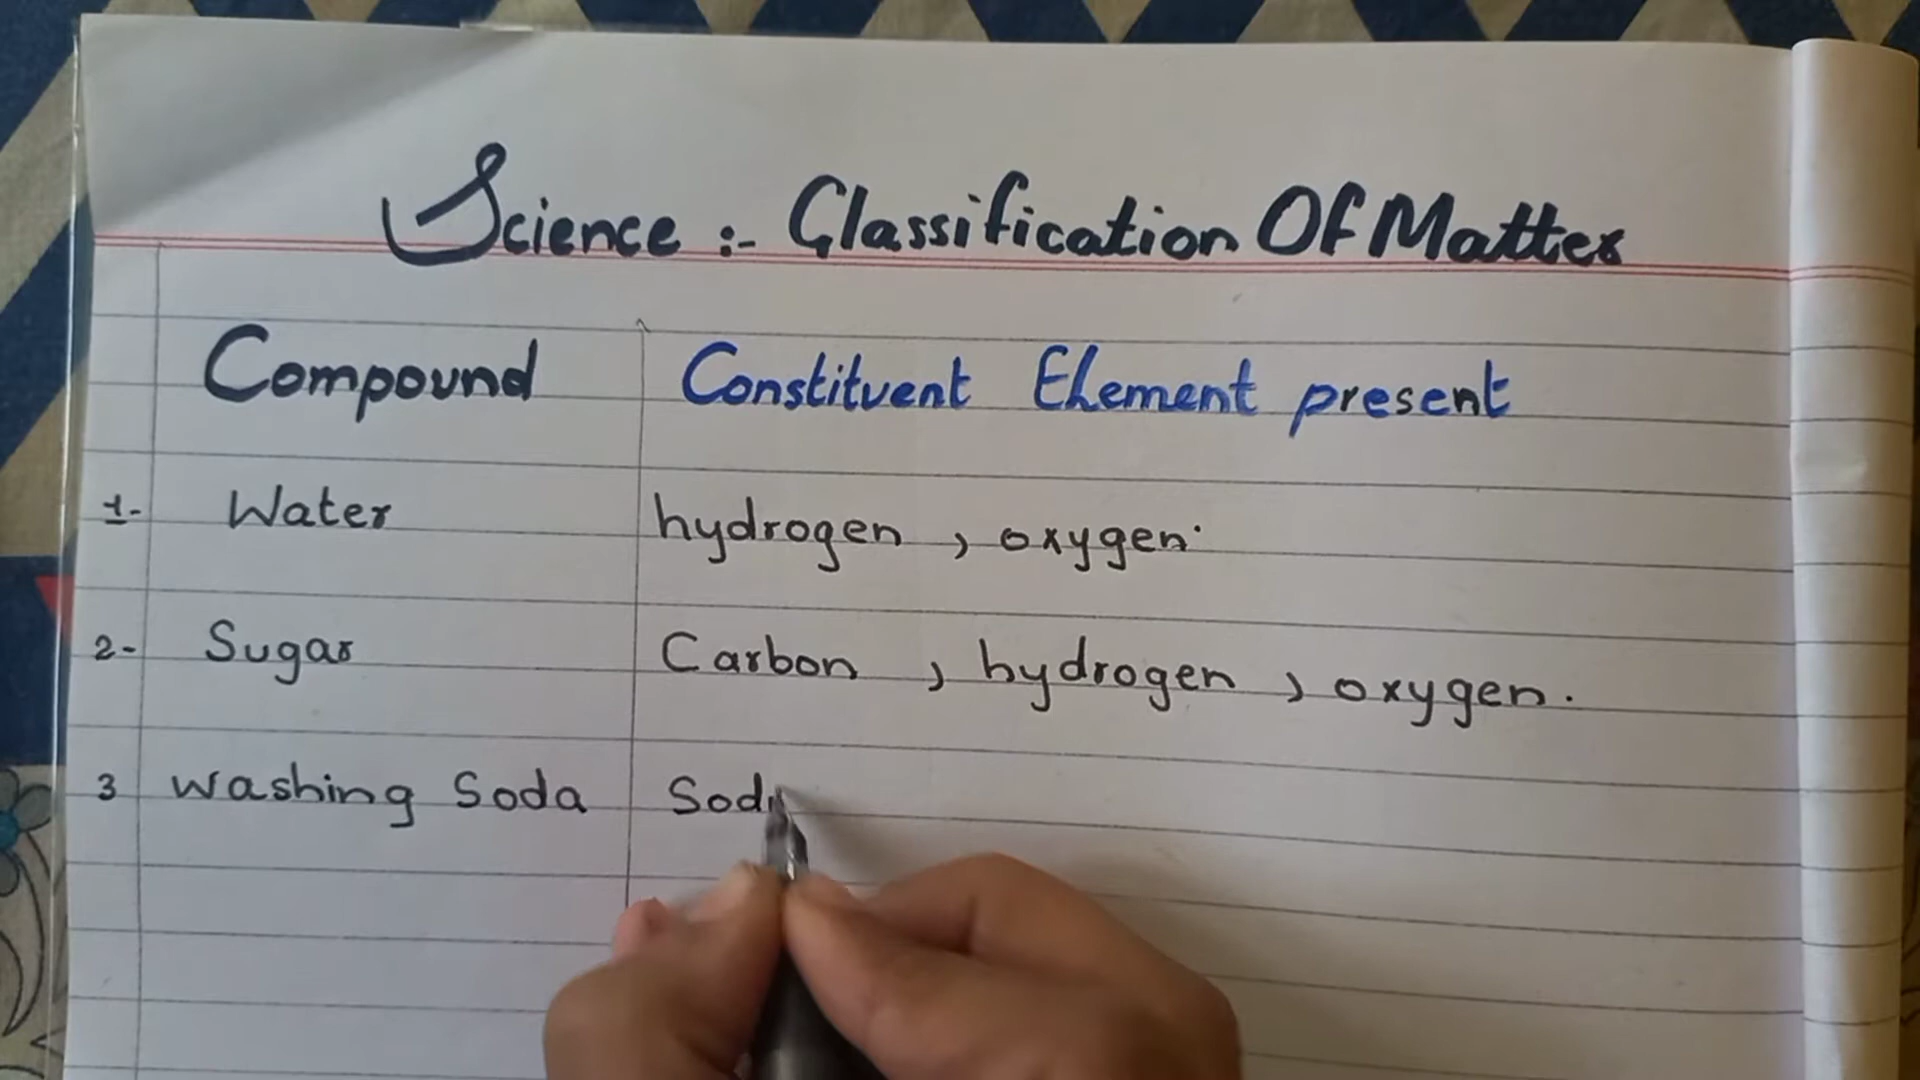 Science :- Classification Of Matter
Compound Constituent Element present
1- Water hydrogen , oxygen.
2- Sugar Carbon , hydrogen , oxygen.
3 Washing Soda Sodi